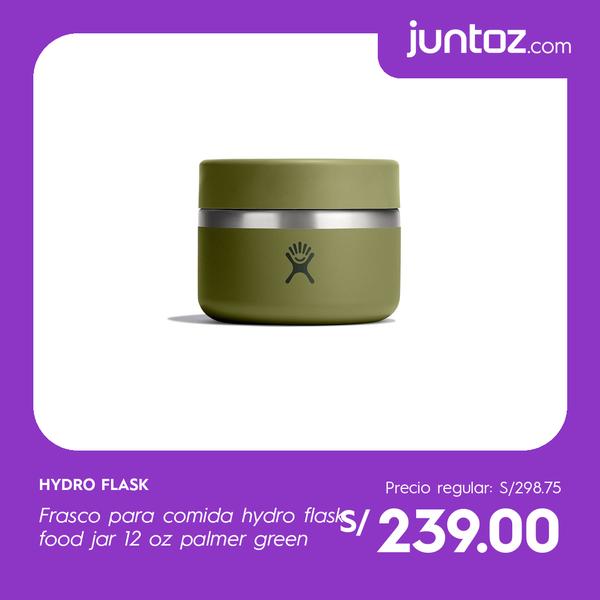 juntoz.com
HYDRO FLASK
Frasco para comida hydro flask
food jar 12 oz palmer green
Precio regular: S/298.75
S/ 239.00